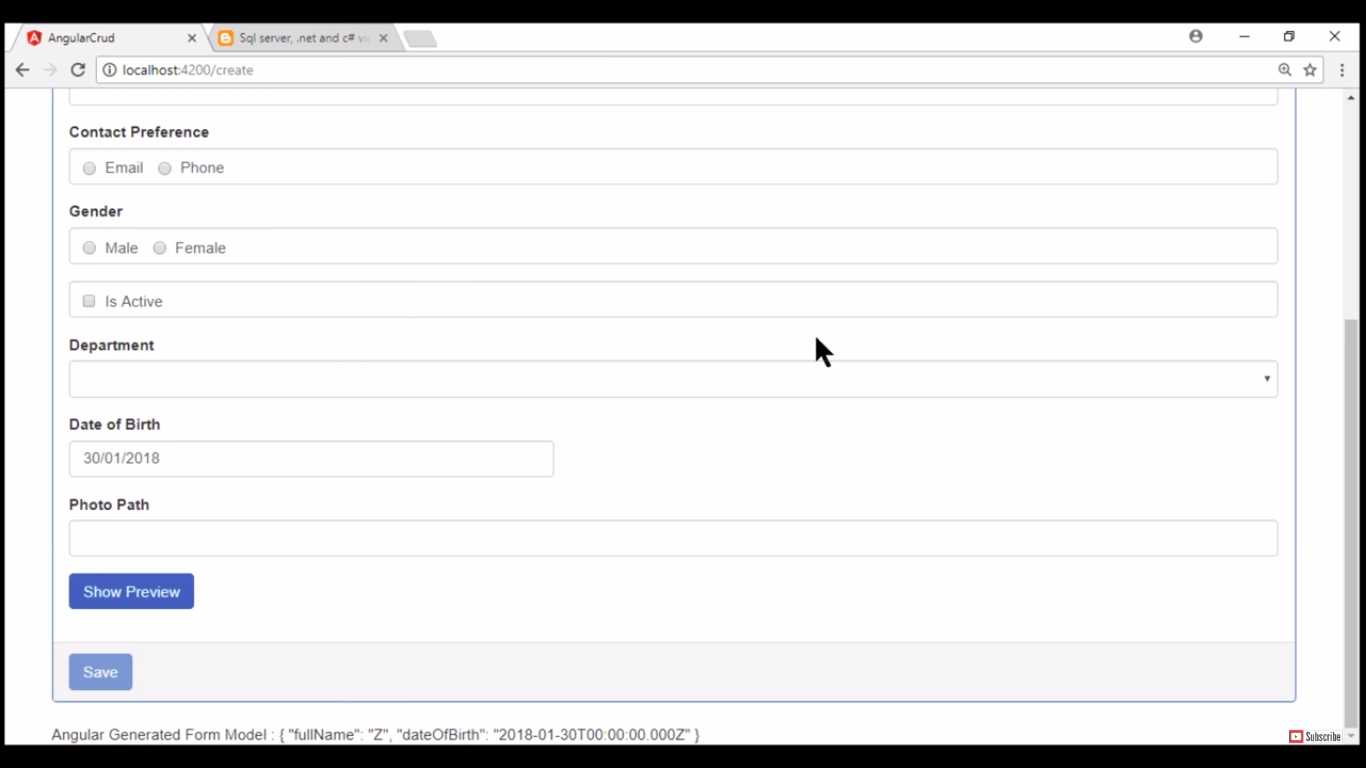 AngularCrud
Sql server, .net and c# vi
localhost:4200/create
Contact Preference
Email Phone
Gender
Male Female
Is Active
Department
Date of Birth
30/01/2018
Photo Path
Show Preview
Save
Angular Generated Form Model : { "fullName": "Z", "dateOfBirth": "2018-01-30T00:00:00.000Z" }
Subscribe